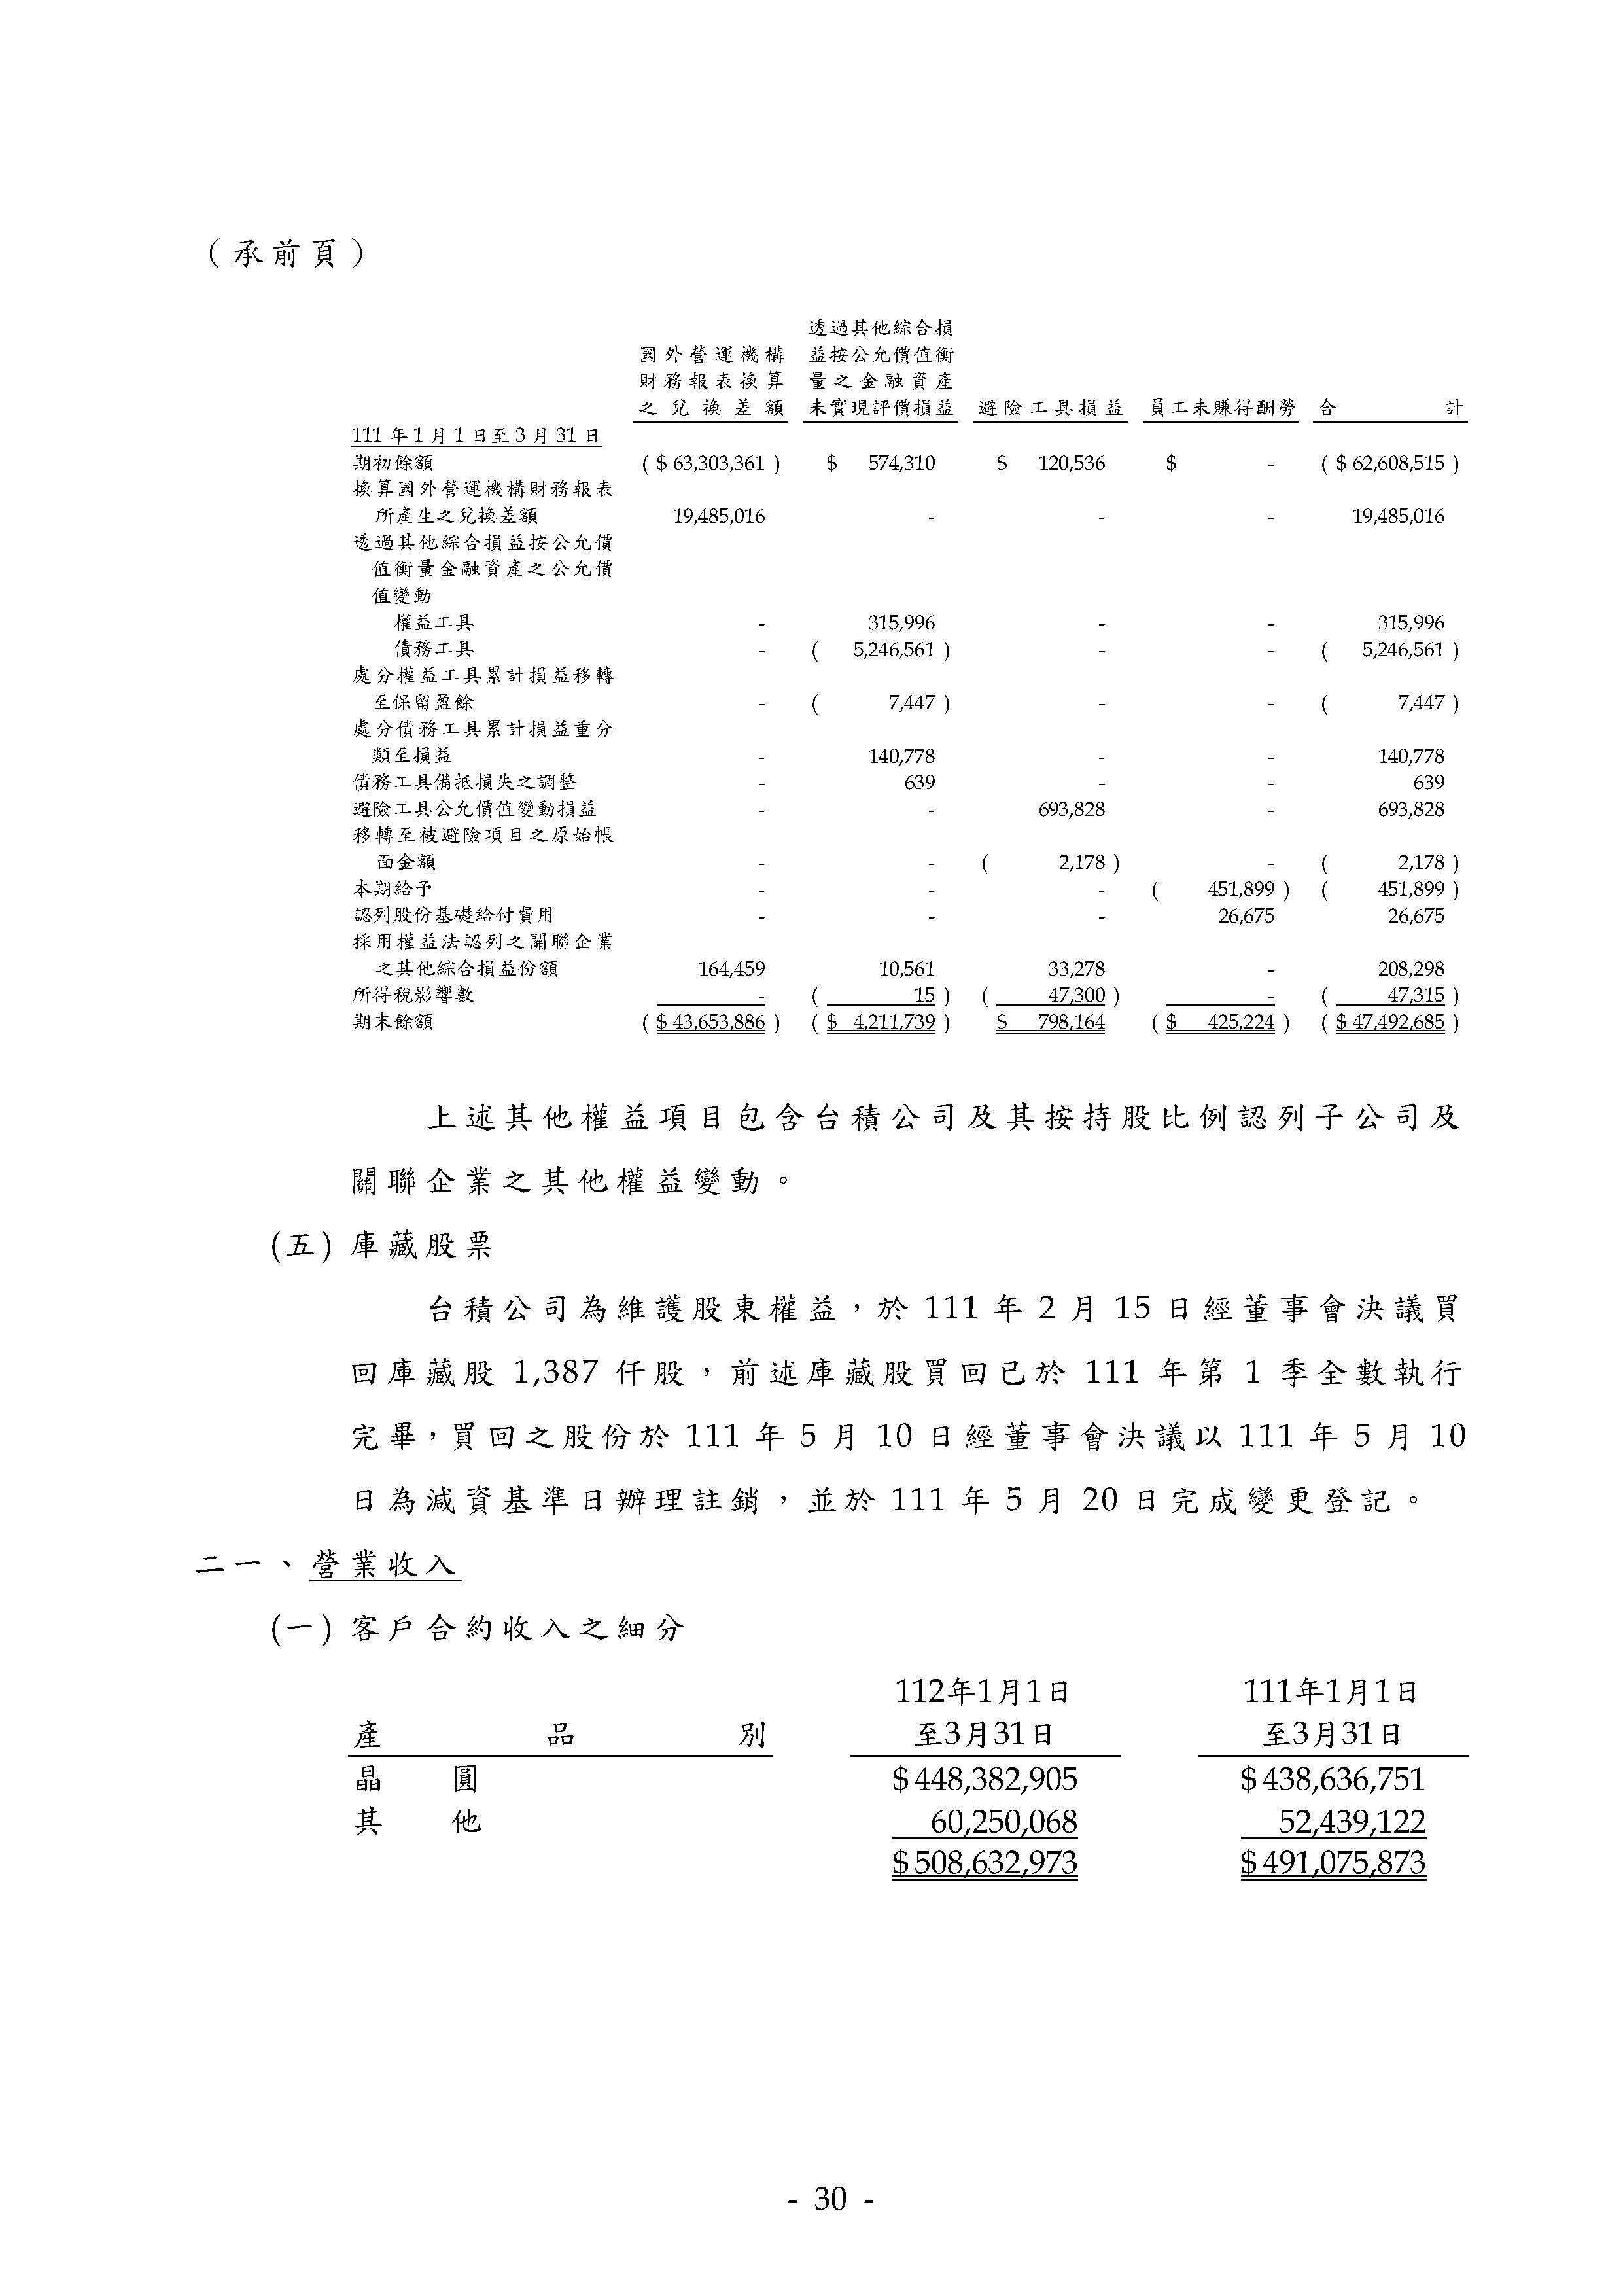 （承前頁）
透過其他綜合損
國外營運機構 益按公允價值衡
財務報表換算 量之金融資產
之兌換差額 未實現評價損益 避險工具損益 員工未賺得酬勞 合計
111年1月1日至3月31日
期初餘額 ($ 63,303,361) $ 574,310 $ 120,536 $ - ($ 62,608,515)
換算國外營運機構財務報表
所產生之兌換差額 19,485,016 - - - 19,485,016
透過其他綜合損益按公允價
值衡量金融資產之公允價
值變動
權益工具 - 315,996 - - 315,996
債務工具 - ( 5,246,561) - - ( 5,246,561)
處分權益工具累計損益移轉
至保留盈餘 - ( 7,447) - - ( 7,447)
處分債務工具累計損益重分
類至損益 - 140,778 - - 140,778
債務工具備抵損失之調整 - 639 - - 639
避險工具公允價值變動損益 - - 693,828 - 693,828
移轉至被避險項目之原始帳
面金額 - - ( 2,178) - ( 2,178)
本期給予 - - - ( 451,899) ( 451,899)
認列股份基礎給付費用 - - - 26,675 26,675
採用權益法認列之關聯企業
之其他綜合損益份額 164,459 10,561 33,278 - 208,298
所得稅影響數 - ( 15) ( 47,300) - ( 47,315)
期末餘額 ($ 43,653,886) ($ 4,211,739) $ 798,164 ($ 425,224) ($ 47,492,685)
上述其他權益項目包含台積公司及其按持股比例認列子公司及
關聯企業之其他權益變動。
(五) 庫藏股票
台積公司為維護股東權益，於 111 年 2 月 15 日經董事會決議買
回庫藏股 1,387 仟股，前述庫藏股買回已於 111 年第 1 季全數執行
完畢，買回之股份於 111 年 5 月 10 日經董事會決議以 111 年 5 月 10
日為減資基準日辦理註銷，並於 111 年 5 月 20 日完成變更登記。
二一、營業收入
(一) 客戶合約收入之細分
112年1月1日 111年1月1日
產品別 至3月31日 至3月31日
晶圓 $448,382,905 $438,636,751
其他 60,250,068 52,439,122
$508,632,973 $491,075,873
- 30 -